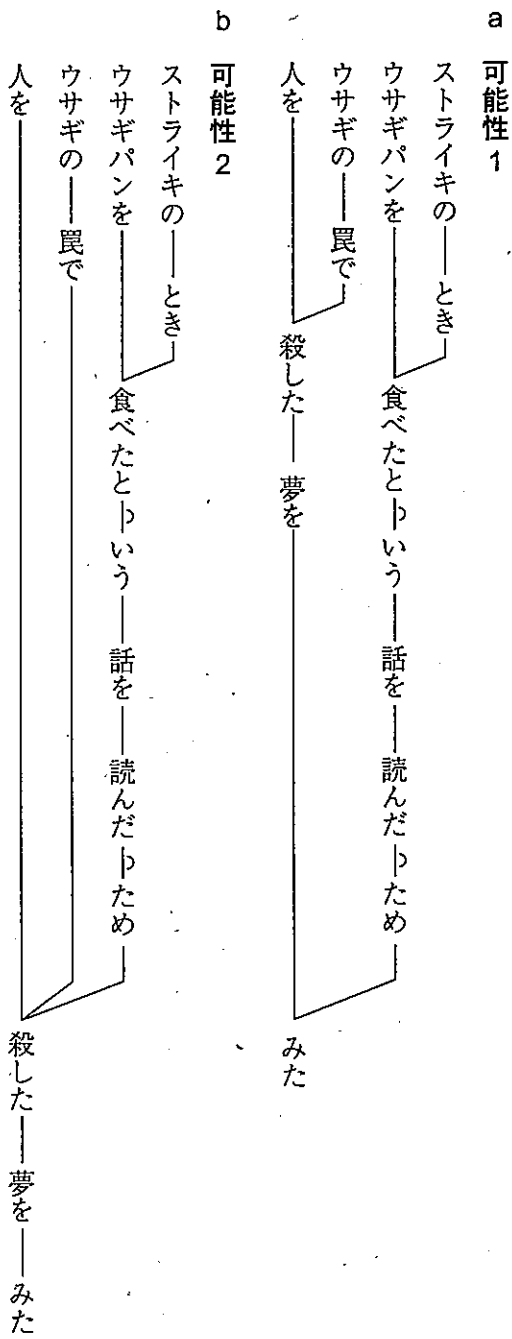 a
可能性1
ストライキの とき
ウサギパンを 食べたと いう 話を 読んだ ため
ウサギの 罠で
人を 殺した 夢を みた
b
可能性2
ストライキの とき
ウサギパンを 食べたと いう 話を 読んだ ため
ウサギの 罠で
人を 殺した 夢を みた